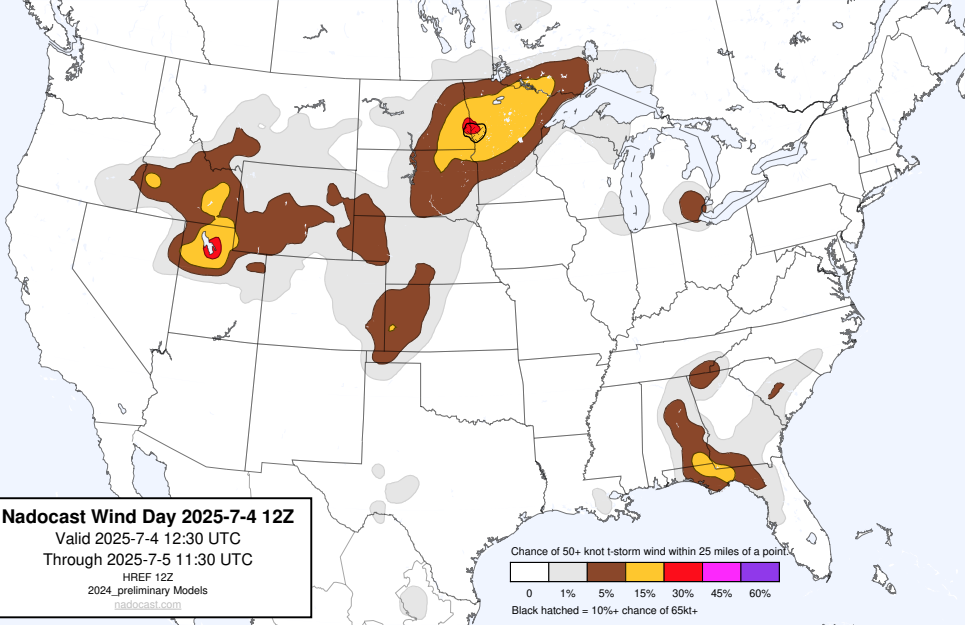 Nadocast Wind Day 2025-7-4 12Z
Valid 2025-7-4 12:30 UTC
Through 2025-7-5 11:30 UTC
HREF 12Z
2024_preliminary Models
nadocast.com
Chance of 50+ knot t-storm wind within 25 miles of a point.
0 1% 5% 15% 30% 45% 60%
Black hatched = 10%+ chance of 65kt+